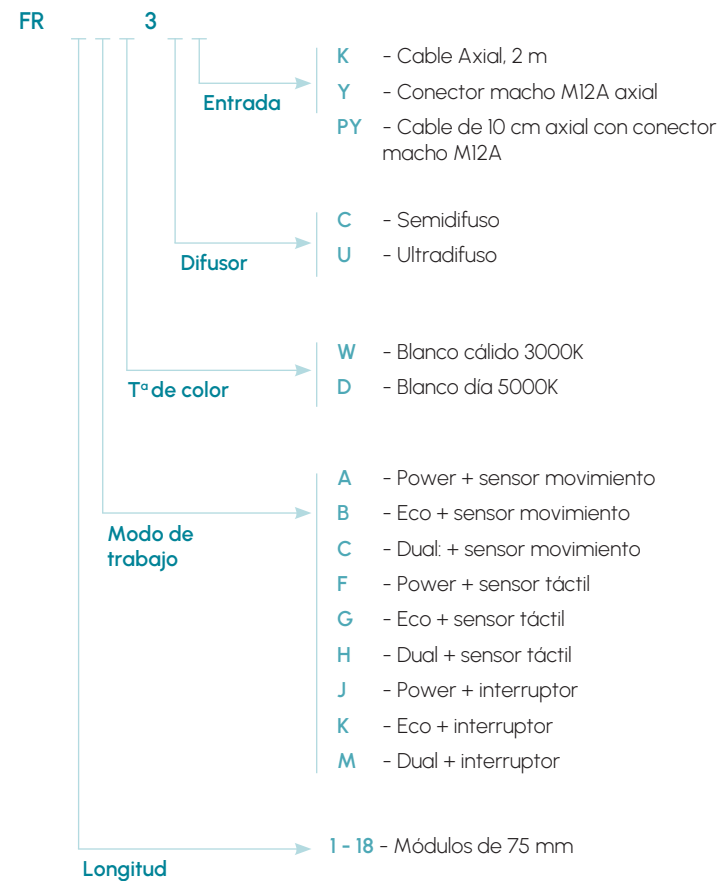 FR 3
K - Cable Axial, 2 m
Y - Conector macho M12A axial
PY - Cable de 10 cm axial con conector
macho M12A
Entrada
C - Semidifuso
U - Ultradifuso
Difusor
W - Blanco cálido 3000K
D - Blanco día 5000K
Tª de color
A - Power + sensor movimiento
B - Eco + sensor movimiento
C - Dual: + sensor movimiento
F - Power + sensor táctil
G - Eco + sensor táctil
H - Dual + sensor táctil
J - Power + interruptor
K - Eco + interruptor
M - Dual + interruptor
Modo de
trabajo
1 - 18 - Módulos de 75 mm
Longitud